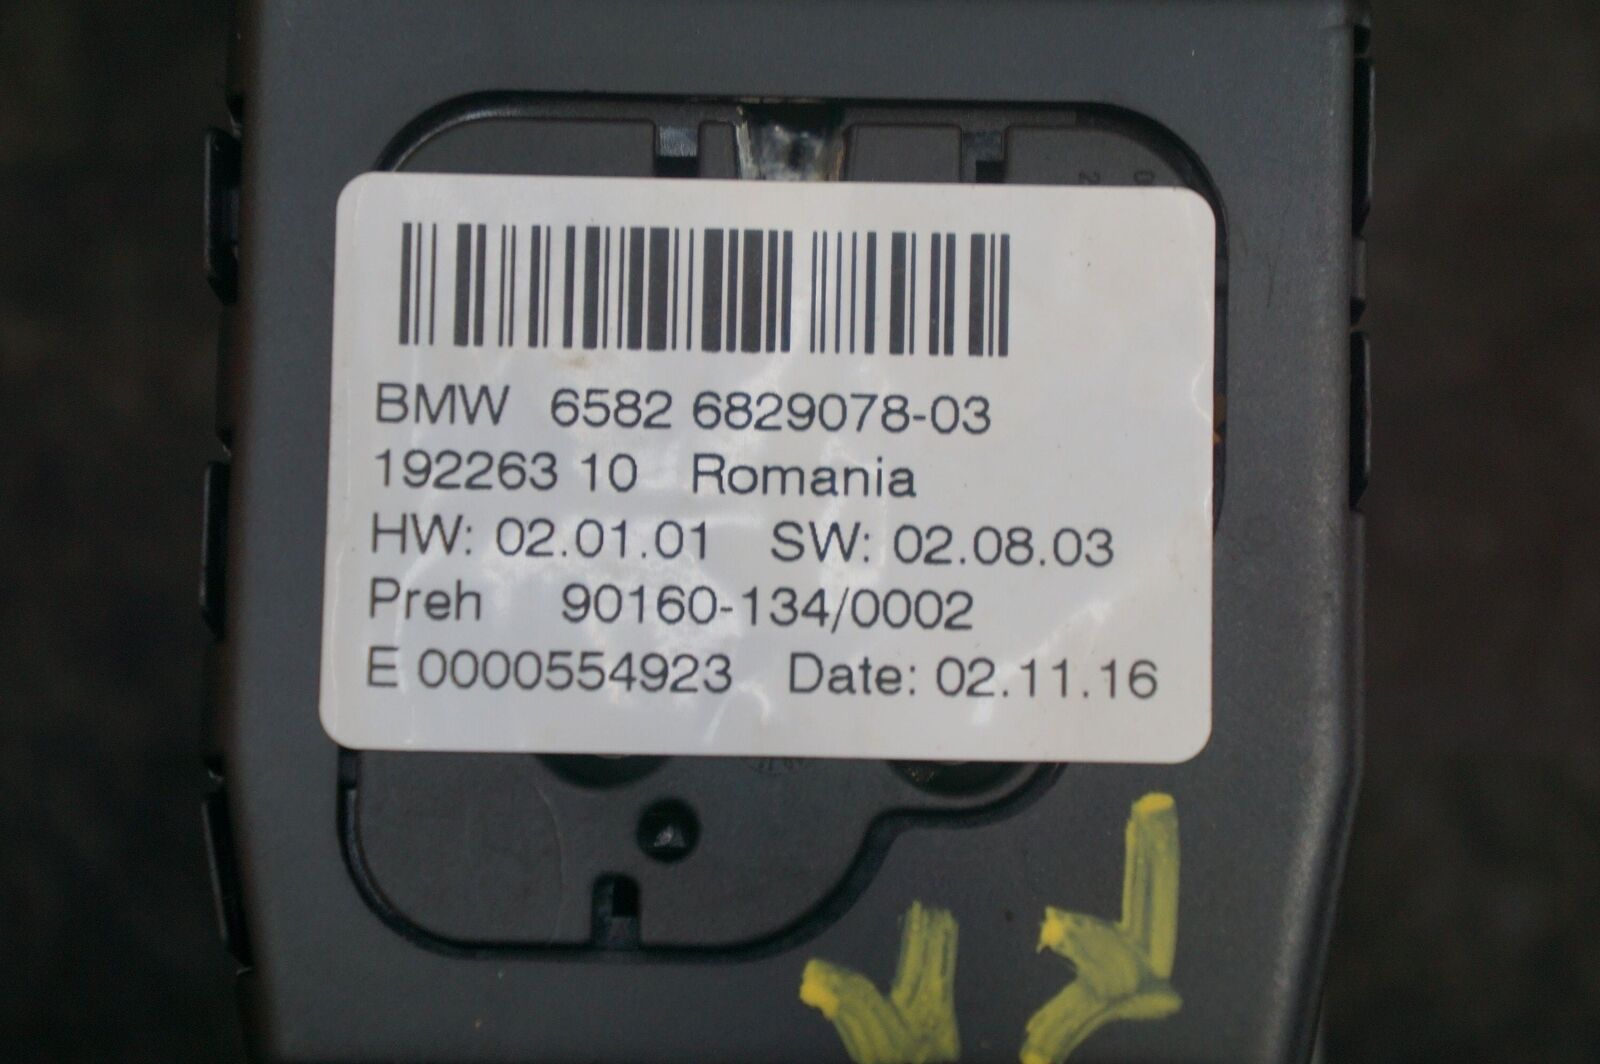 BMW 6582 6829078-03
192263 10 Romania
HW: 02.01.01 SW: 02.08.03
Preh 90160-134/0002
E 0000554923 Date: 02.11.16